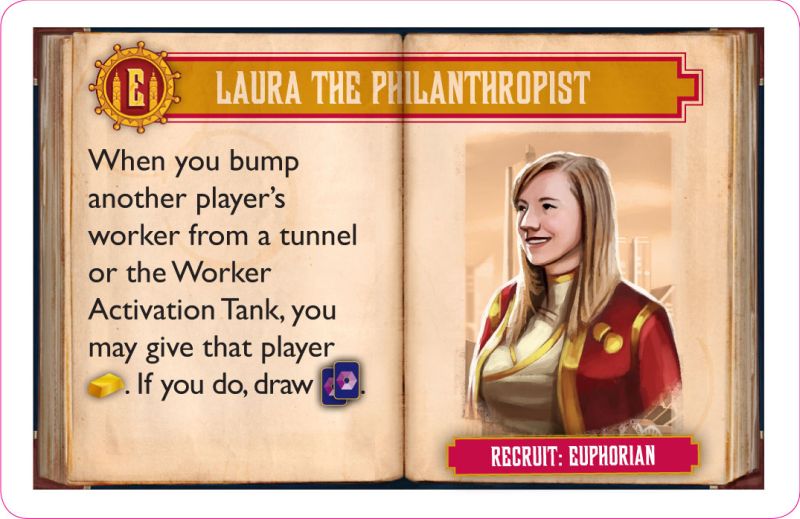 E
LAURA THE PHILANTHROPIST
When you bump
another player's
worker from a tunnel
or the Worker
Activation Tank, you
may give that player
. If you do, draw .
RECRUIT: EUPHORIAN